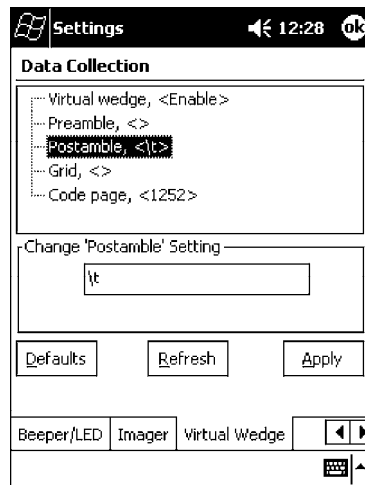 Settings 12:28 ok
Data Collection
Virtual wedge, <Enable>
Preamble, <>
Postamble, <\t>
Grid, <>
Code page, <1252>
Change 'Postamble' Setting
\t
Defaults Refresh Apply
Beeper/LED Imager Virtual Wedge